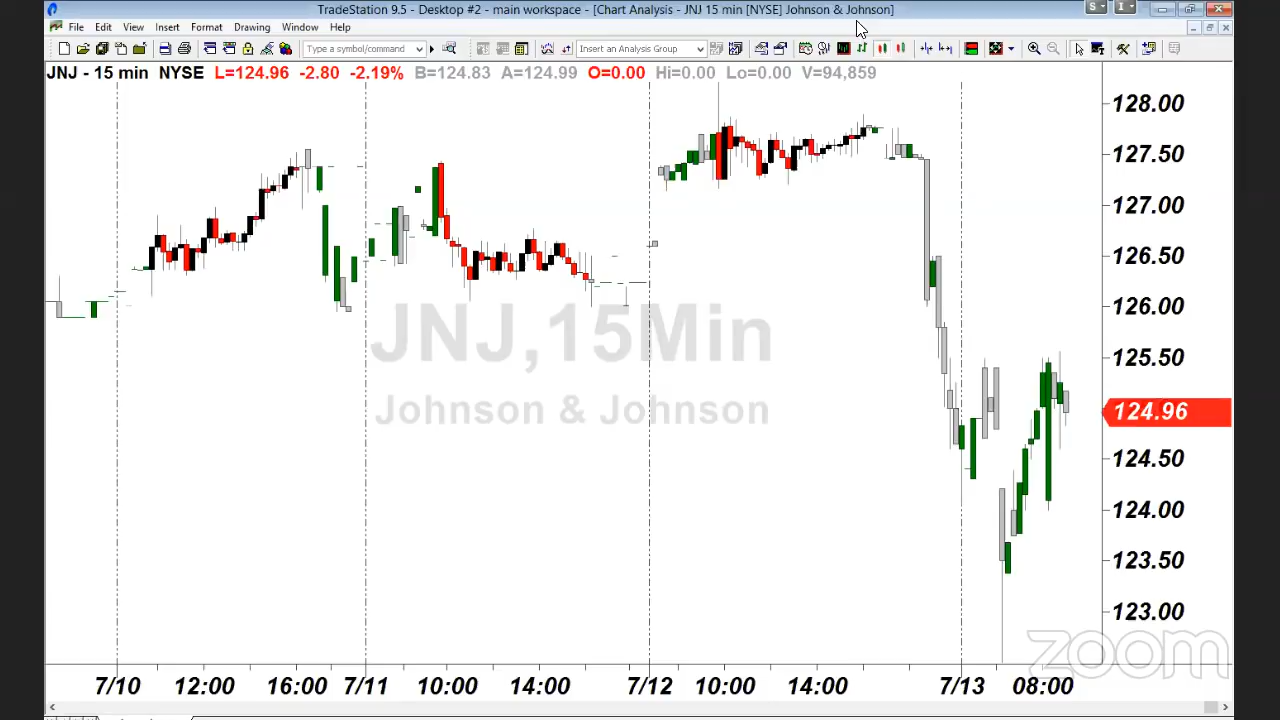 TradeStation 9.5 - Desktop #2 - main workspace - [Chart Analysis - JNJ 15 min [NYSE] Johnson & Johnson]
S
I
File Edit View Insert Format Drawing Window Help
Type a symbol/command
Insert an Analysis Group
JNJ - 15 min NYSE L=124.96 -2.80 -2.19% B=124.83 A=124.99 O=0.00 Hi=0.00 Lo=0.00 V=94,859
128.00
127.50
127.00
126.50
126.00
JNJ,15Min
125.50
Johnson & Johnson
124.96
124.50
124.00
123.50
123.00
zoom
7/10 12:00 16:00 7/11 10:00 14:00 7/12 10:00 14:00 7/13 08:00